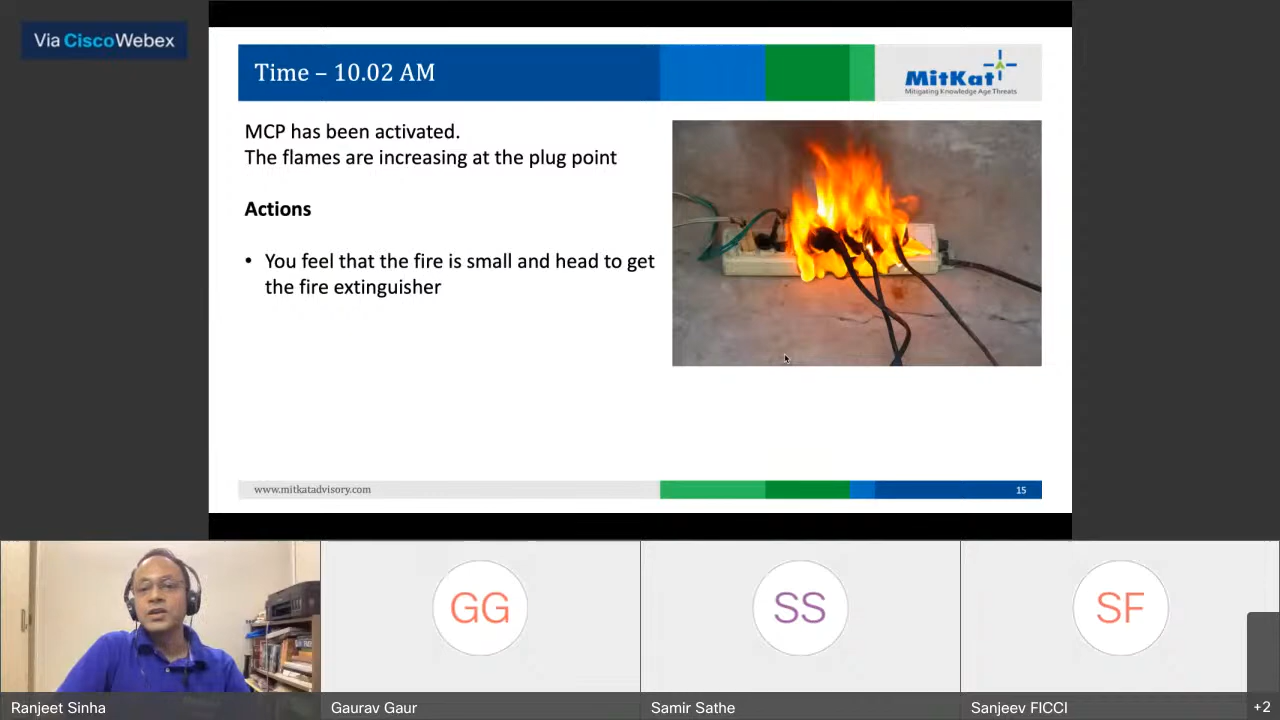 Via CiscoWebex
Time – 10.02 AM
MitKat
Mitigating Knowledge Age Threats
MCP has been activated.
The flames are increasing at the plug point
Actions
• You feel that the fire is small and head to get
the fire extinguisher
www.mitkatadvisory.com
15
GG
SS
SF
Ranjeet Sinha
Gaurav Gaur
Samir Sathe
Sanjeev FICCI
+2